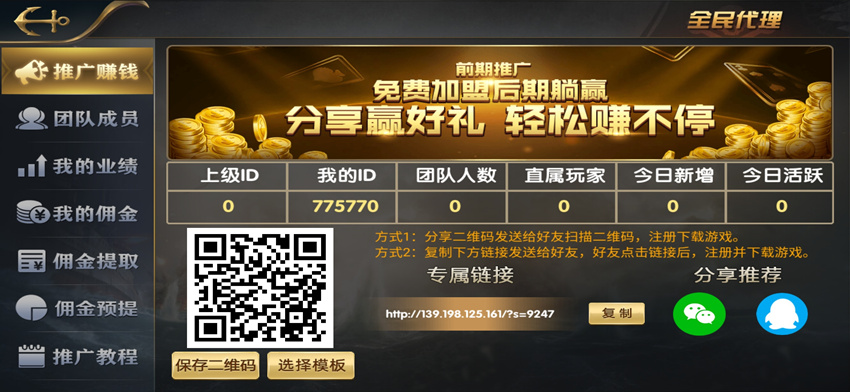 全民代理
推广赚钱
团队成员
我的业绩
我的佣金
佣金提取
佣金预提
推广教程
前期推广
免费加盟后期躺赢
分享赢好礼 轻松赚不停
上级ID 我的ID 团队人数 直属玩家 今日新增 今日活跃
0 775770 0 0 0 0
方式1：分享二维码发送给好友扫描二维码，注册下载游戏。
方式2：复制下方链接发送给好友，好友点击链接后，注册并下载游戏。
专属链接 分享推荐
http://139.198.125.161/?s=9247 复制
保存二维码 选择模板